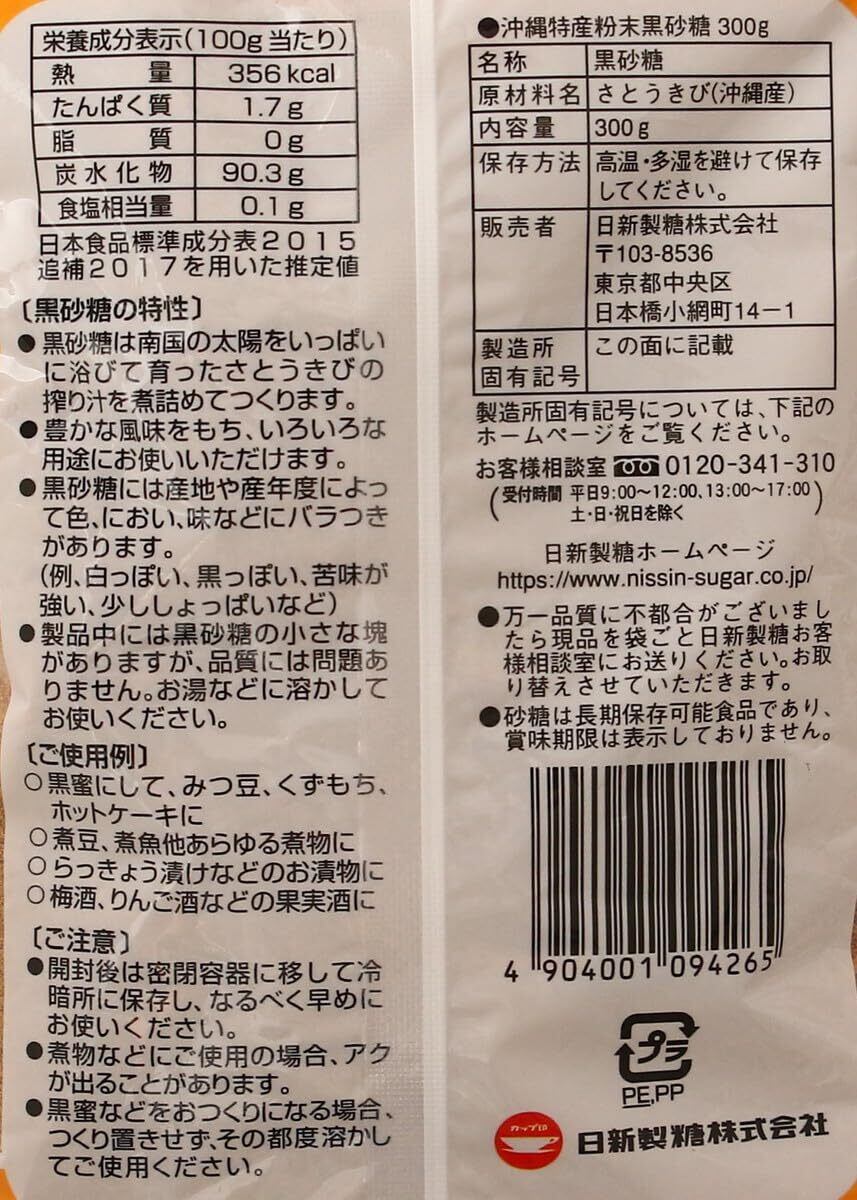 栄養成分表示(100g当たり)
熱量 356kcal
たんぱく質 1.7g
脂質 0g
炭水化物 90.3g
食塩相当量 0.1g
日本食品標準成分表2015
追補2017を用いた推定値
〔黒砂糖の特性〕
●黒砂糖は南国の太陽をいっぱい
に浴びて育ったさとうきびの
搾り汁を煮詰めてつくります。
●豊かな風味をもち、いろいろな
用途にお使いいただけます。
●黒砂糖には産地や産年度によっ
て色、におい、味などにバラつき
があります。
(例、白っぽい、黒っぽい、苦味が
強い、少ししょっぱいなど)
●製品中には黒砂糖の小さな塊
がありますが、品質には問題あ
りません。お湯などに溶かして
お使いください。
〔ご使用例〕
○黒蜜にして、みつ豆、くずもち、
ホットケーキに
○煮豆、煮魚他あらゆる煮物に
○らっきょう漬けなどのお漬物に
○梅酒、りんご酒などの果実酒に
〔ご注意〕
●開封後は密閉容器に移して冷
暗所に保存し、なるべく早めに
お使いください。
●煮物などにご使用の場合、アク
が出ることがあります。
●黒蜜などをおつくりになる場合、
つくり置きせず、その都度溶かし
てご使用ください。
●沖縄特産粉末黒砂糖 300g
名称 黒砂糖
原材料名 さとうきび(沖縄産)
内容量 300g
保存方法 高温・多湿を避けて保存
してください。
販売者 日新製糖株式会社
〒103-8536
東京都中央区
日本橋小網町14-1
製造所 この面に記載
固有記号
製造所固有記号については、下記の
ホームページをご覧ください。
お客様相談室 0120-341-310
(受付時間 平日9:00~12:00、13:00~17:00)
土・日・祝日を除く
日新製糖ホームページ
https://www.nissin-sugar.co.jp/
●万一品質に不都合がございまし
たら現品を袋ごと日新製糖お客
様相談室にお送りください。お取
り替えさせていただきます。
●砂糖は長期保存可能食品であり、
賞味期限は表示しておりません。
4 904001 094265
プラ
PE,PP
カップ印
日新製糖株式会社